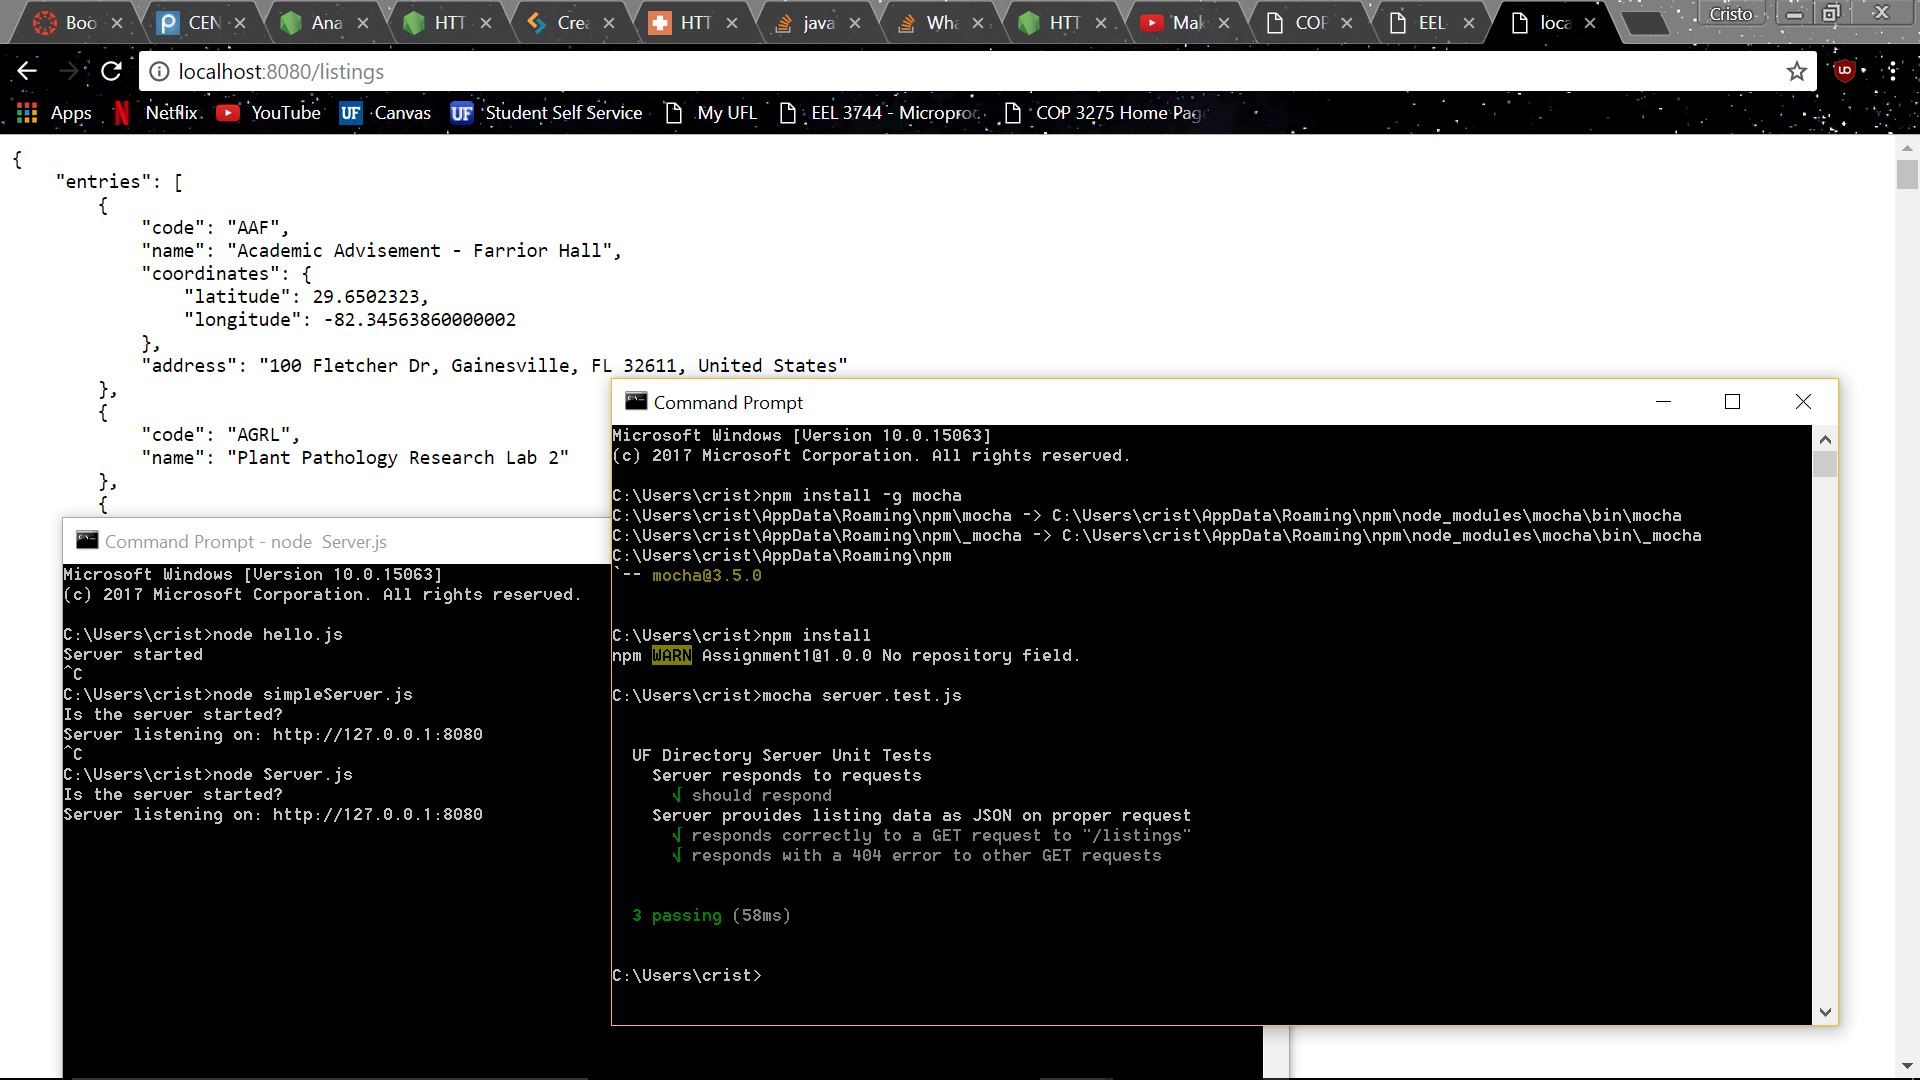 Boo
CEN
Ana
HTT
Crea
HTT
java
Wha
HTT
Mak
COP
EEL
loca
Cristo
localhost:8080/listings
Apps
Netflix
YouTube
UF Canvas
UF Student Self Service
My UFL
EEL 3744 - Microproc
COP 3275 Home Page
{
"entries": [
{
"code": "AAF",
"name": "Academic Advisement - Farrior Hall",
"coordinates": {
"latitude": 29.6502323,
"longitude": -82.34563860000002
},
"address": "100 Fletcher Dr, Gainesville, FL 32611, United States"
},
{
"code": "AGRL",
"name": "Plant Pathology Research Lab 2"
},
{
Command Prompt - node  Server.js
Microsoft Windows [Version 10.0.15063]
(c) 2017 Microsoft Corporation. All rights reserved.
C:\Users\crist>node hello.js
Server started
^C
C:\Users\crist>node simpleServer.js
Is the server started?
Server listening on: http://127.0.0.1:8080
^C
C:\Users\crist>node Server.js
Is the server started?
Server listening on: http://127.0.0.1:8080
Command Prompt
Microsoft Windows [Version 10.0.15063]
(c) 2017 Microsoft Corporation. All rights reserved.
C:\Users\crist>npm install -g mocha
C:\Users\crist\AppData\Roaming\npm\mocha -> C:\Users\crist\AppData\Roaming\npm\node_modules\mocha\bin\mocha
C:\Users\crist\AppData\Roaming\npm\_mocha -> C:\Users\crist\AppData\Roaming\npm\node_modules\mocha\bin\_mocha
C:\Users\crist\AppData\Roaming\npm
`-- mocha@3.5.0
C:\Users\crist>npm install
npm WARN Assignment1@1.0.0 No repository field.
C:\Users\crist>mocha server.test.js
UF Directory Server Unit Tests
Server responds to requests
√ should respond
Server provides listing data as JSON on proper request
√ responds correctly to a GET request to "/listings"
√ responds with a 404 error to other GET requests
3 passing (58ms)
C:\Users\crist>